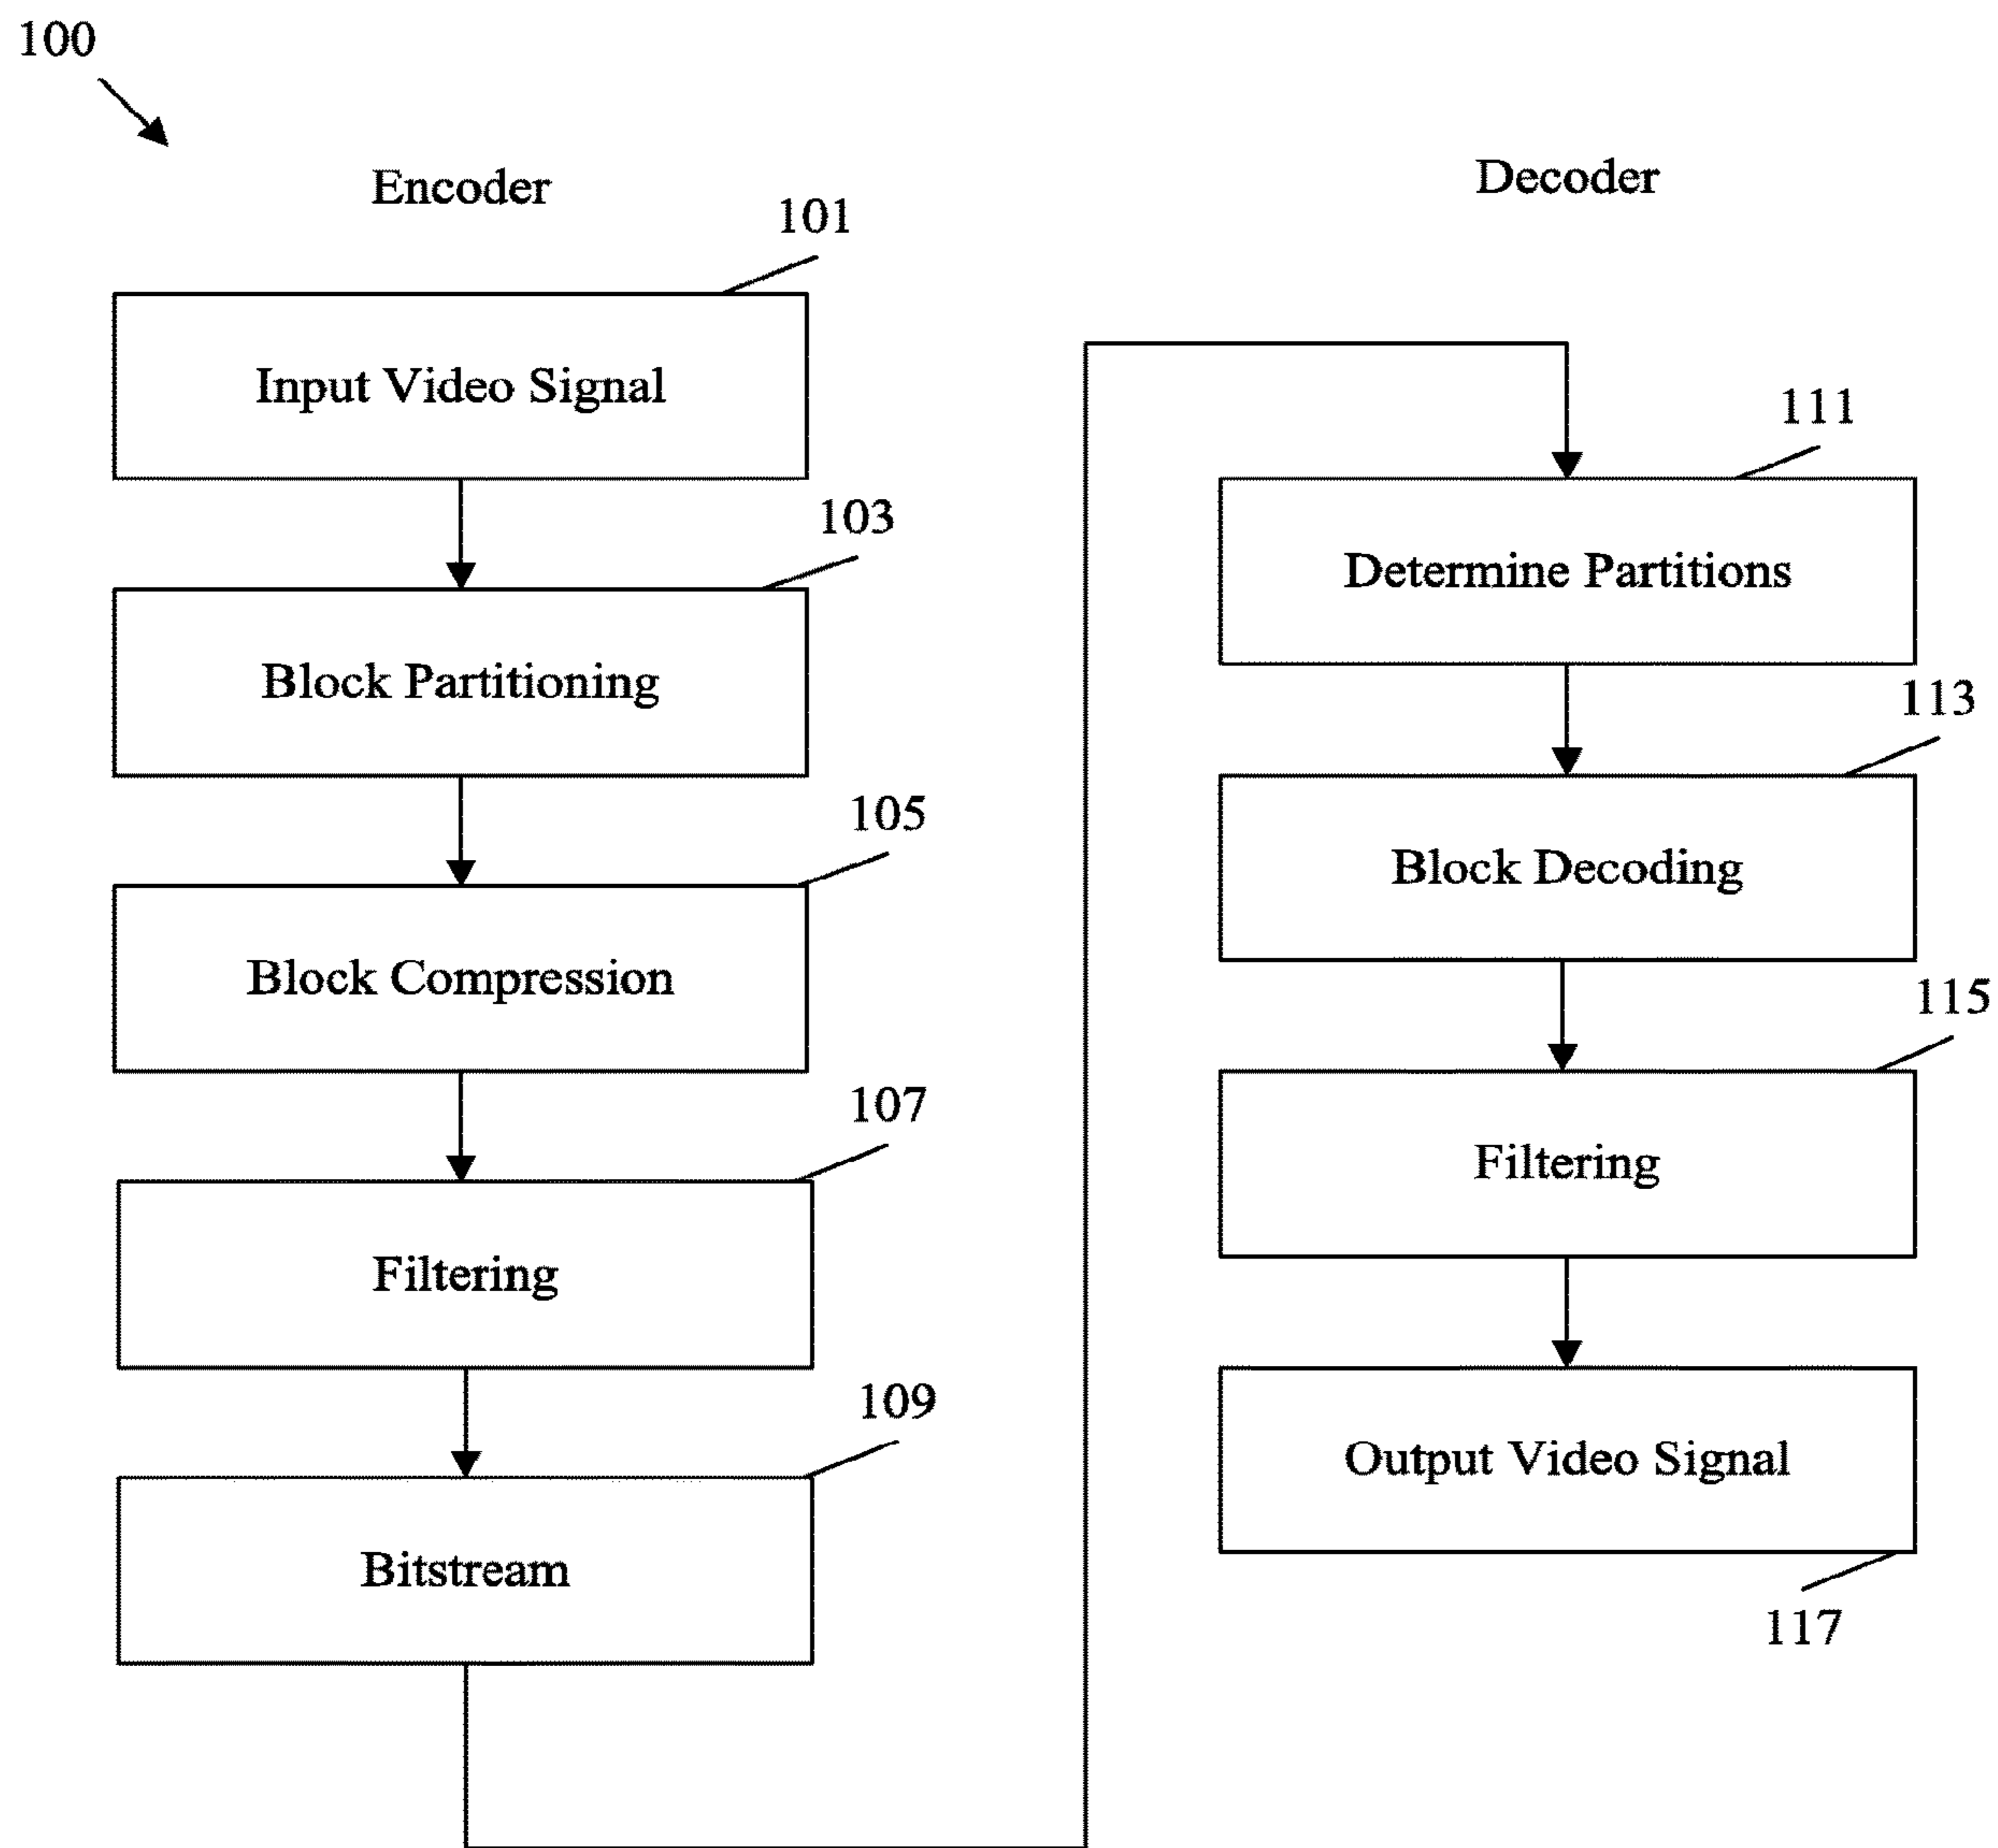 100
Encoder
101
Input Video Signal
103
Block Partitioning
105
Block Compression
107
Filtering
109
Bitstream
Decoder
111
Determine Partitions
113
Block Decoding
115
Filtering
Output Video Signal
117